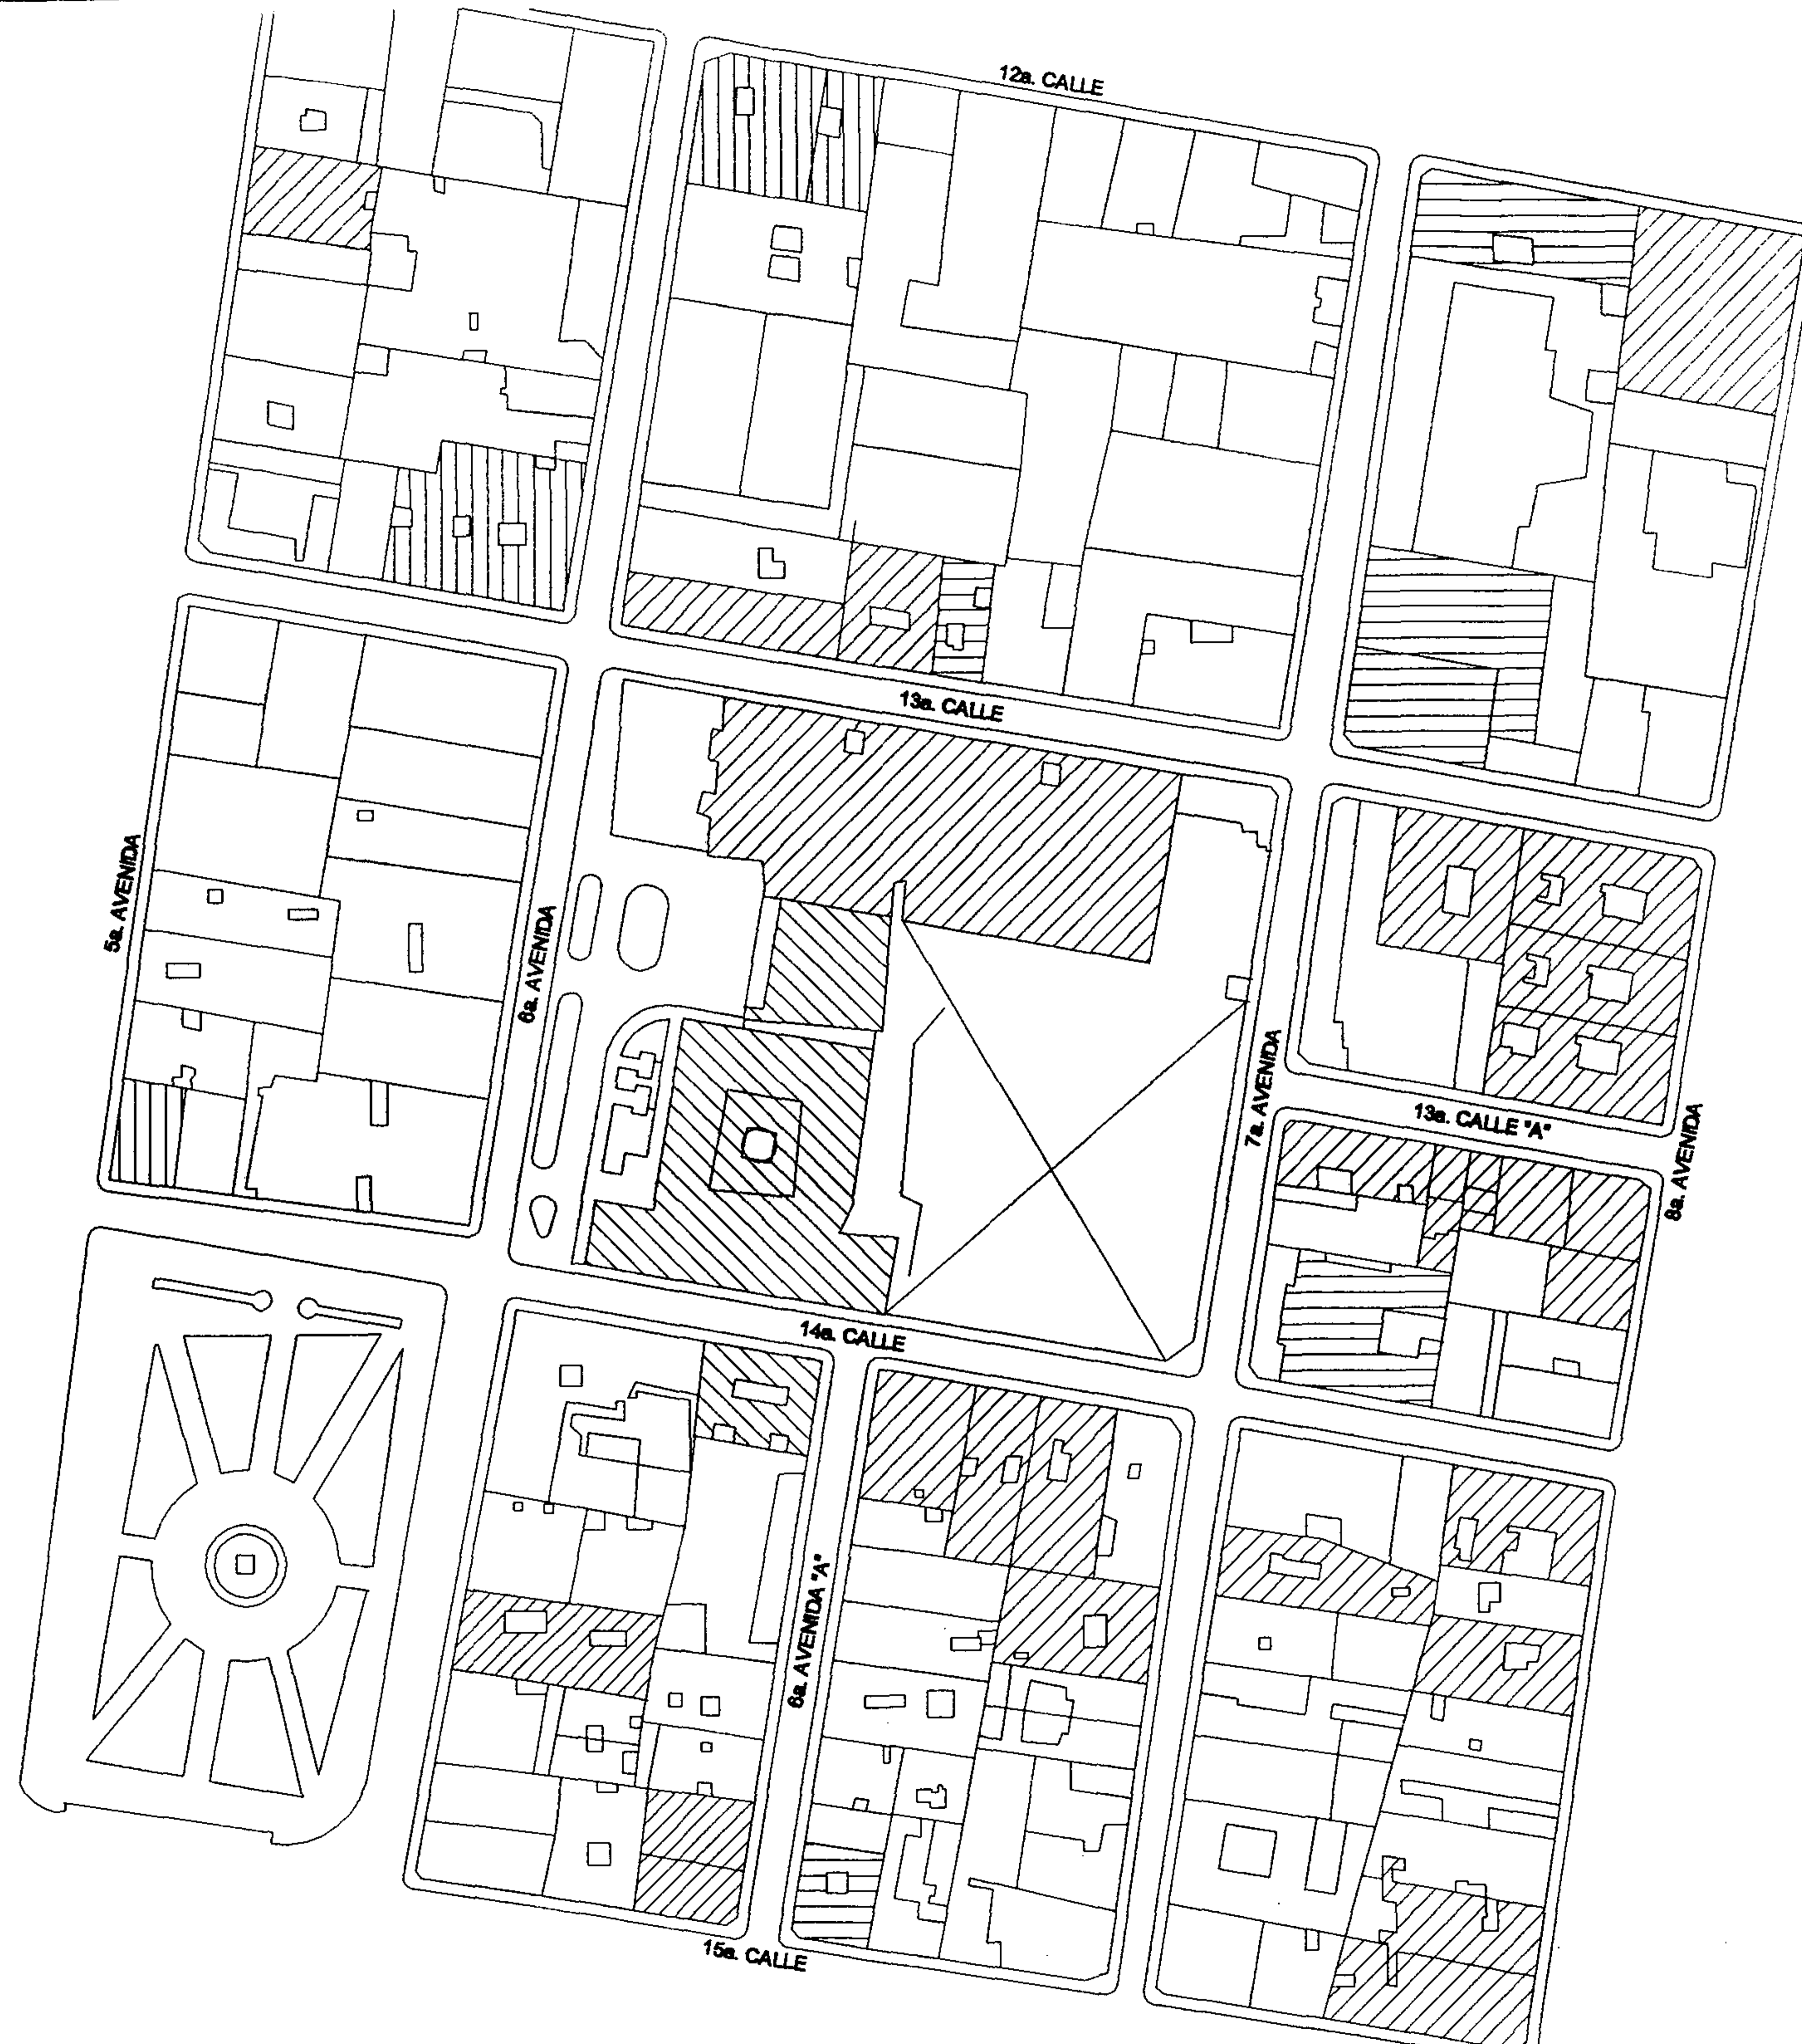 12a. CALLE
13a. CALLE
5a. AVENIDA
6a. AVENIDA
7a. AVENIDA
13a. CALLE "A"
8a. AVENIDA
14a. CALLE
6a. AVENIDA "A"
15a. CALLE